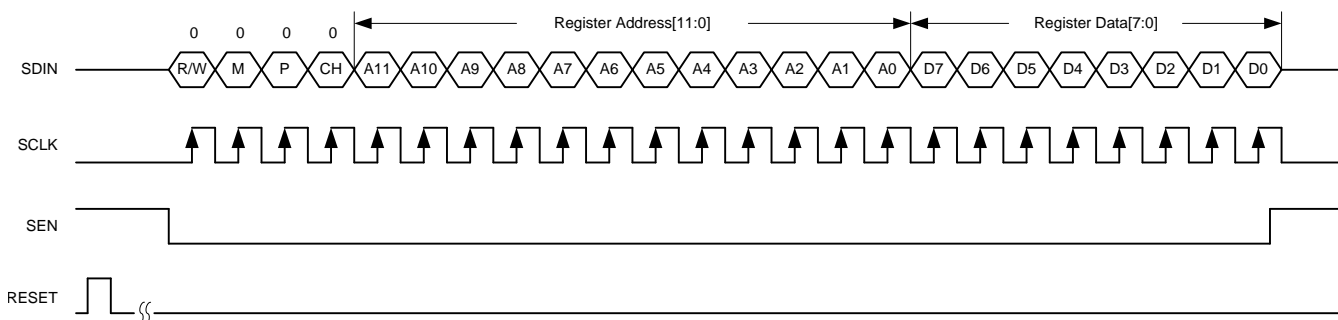 Register Address[11:0] Register Data[7:0]
0 0 0 0
SDIN R/W M P CH A11 A10 A9 A8 A7 A6 A5 A4 A3 A2 A1 A0 D7 D6 D5 D4 D3 D2 D1 D0
SCLK
SEN
RESET